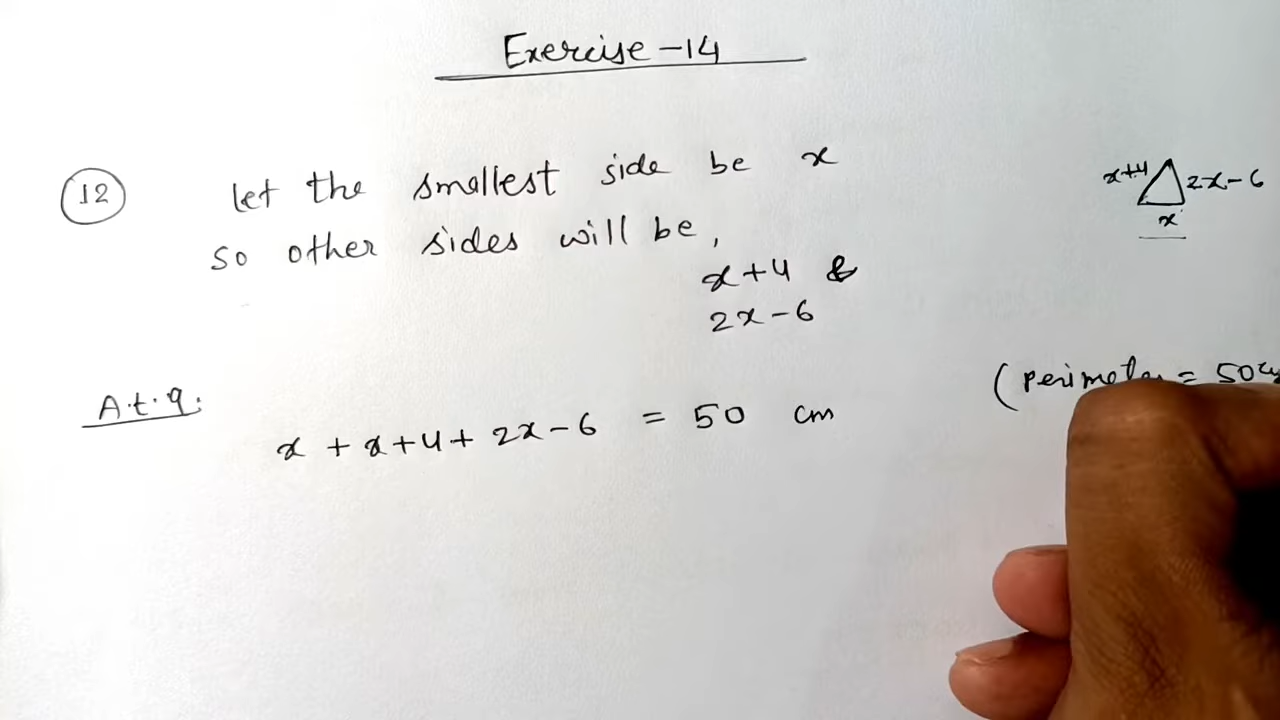 Exercise -14
12 let the smallest side be x
x+4 2x-6
x
so other sides will be,
x+4 &
2x-6
(perimeter = 50cm
A.t.q.
x + x+4+ 2x-6 = 50 cm